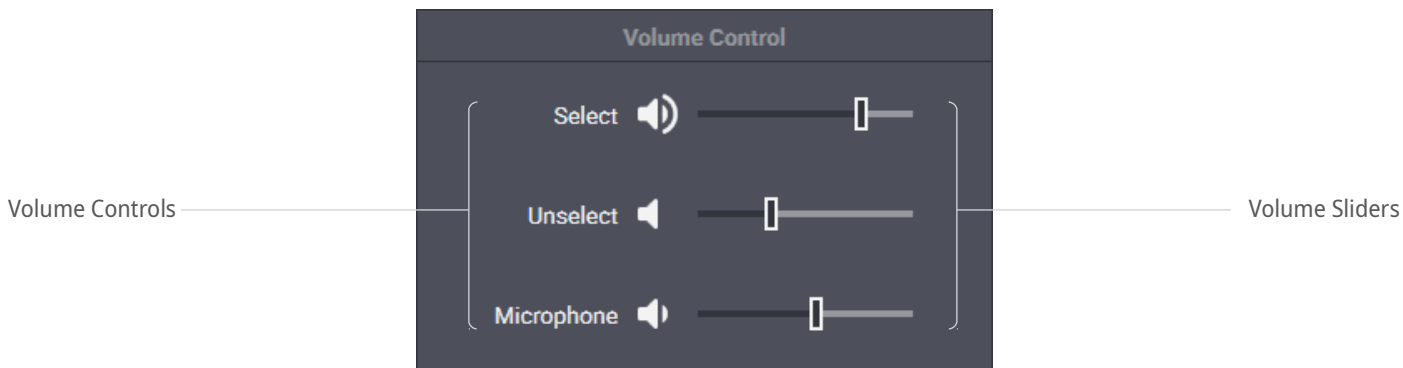 Volume Control
Select
Volume Controls
Unselect
Volume Sliders
Microphone